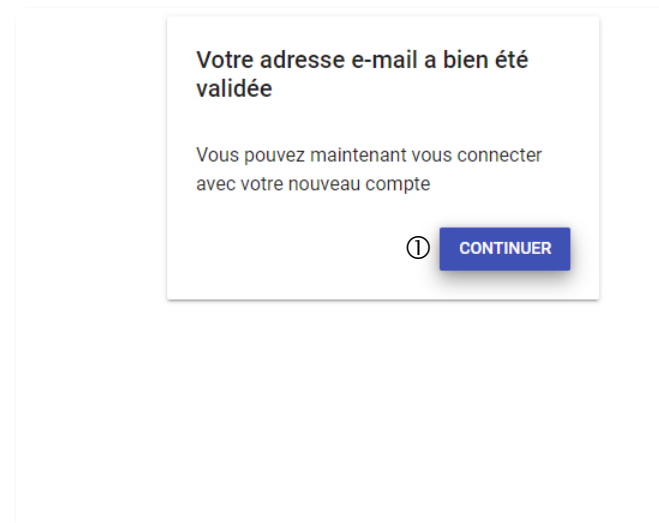 Votre adresse e-mail a bien été
validée
Vous pouvez maintenant vous connecter
avec votre nouveau compte
① CONTINUER